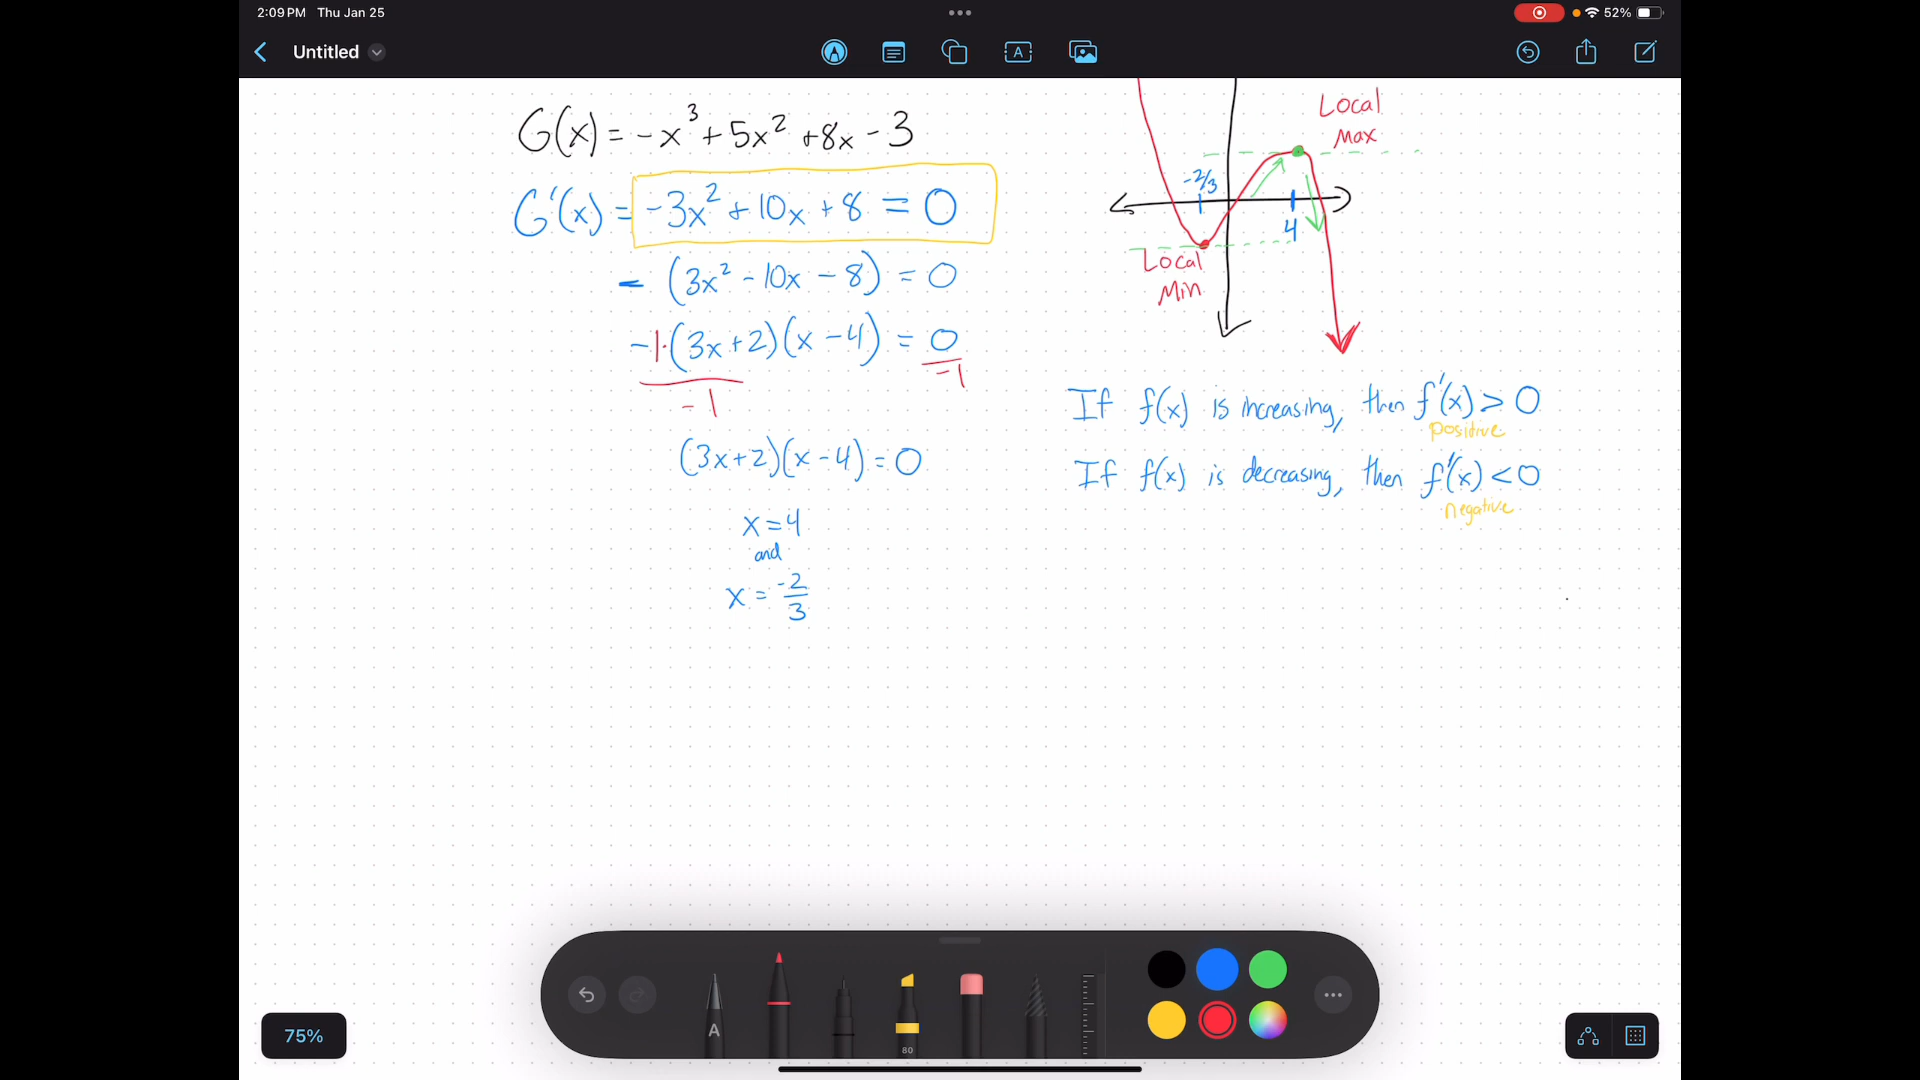 2:09 PM Thu Jan 25
52%
Untitled
A
G(x) = -x³ + 5x² + 8x - 3
G'(x) = -3x² + 10x + 8 = 0
- (3x² - 10x - 8) = 0
-1·(3x+2)(x-4) = 0
-1
-1
(3x+2)(x-4) = 0
x = 4
and
x = -2/3
Local
Max
-2/3
4
Local
Min
If f(x) is increasing, then f'(x) > 0
positive
If f(x) is decreasing, then f'(x) < 0
negative
A
80
75%